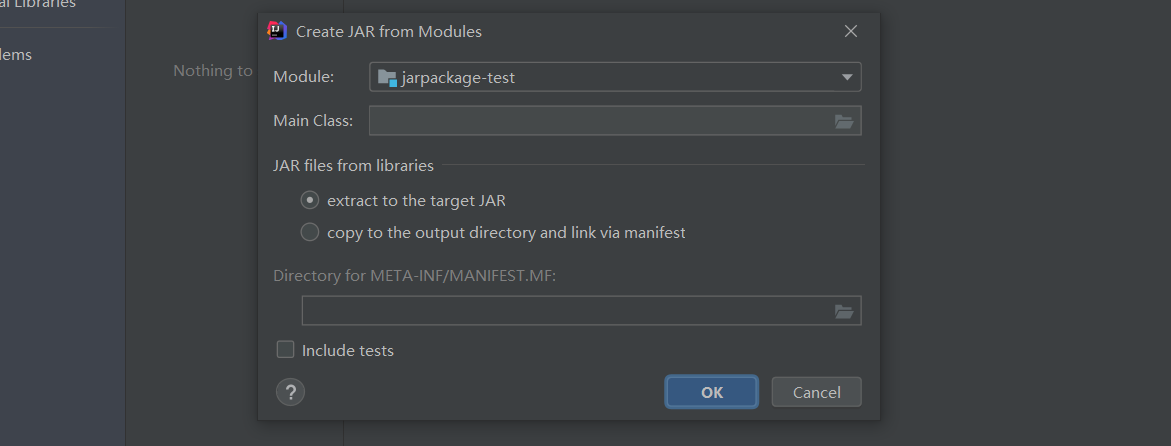 al Libraries
Create JAR from Modules
lems
Nothing to
Module:
jarpackage-test
Main Class:
JAR files from libraries
extract to the target JAR
copy to the output directory and link via manifest
Directory for META-INF/MANIFEST.MF:
Include tests
?
OK
Cancel